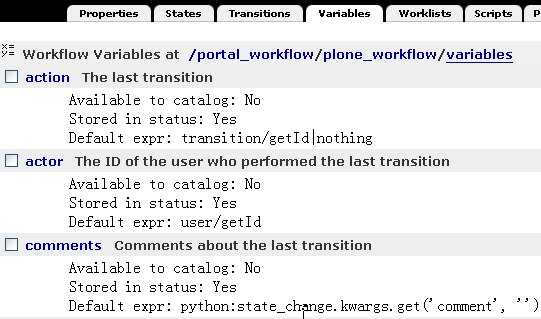 Properties States Transitions Variables Worklists Scripts P
x= y= Workflow Variables at /portal_workflow/plone_workflow/variables
action The last transition
Available to catalog: No
Stored in status: Yes
Default expr: transition/getId|nothing
actor The ID of the user who performed the last transition
Available to catalog: No
Stored in status: Yes
Default expr: user/getId
comments Comments about the last transition
Available to catalog: No
Stored in status: Yes
Default expr: python:state_change.kwargs.get('comment', '')